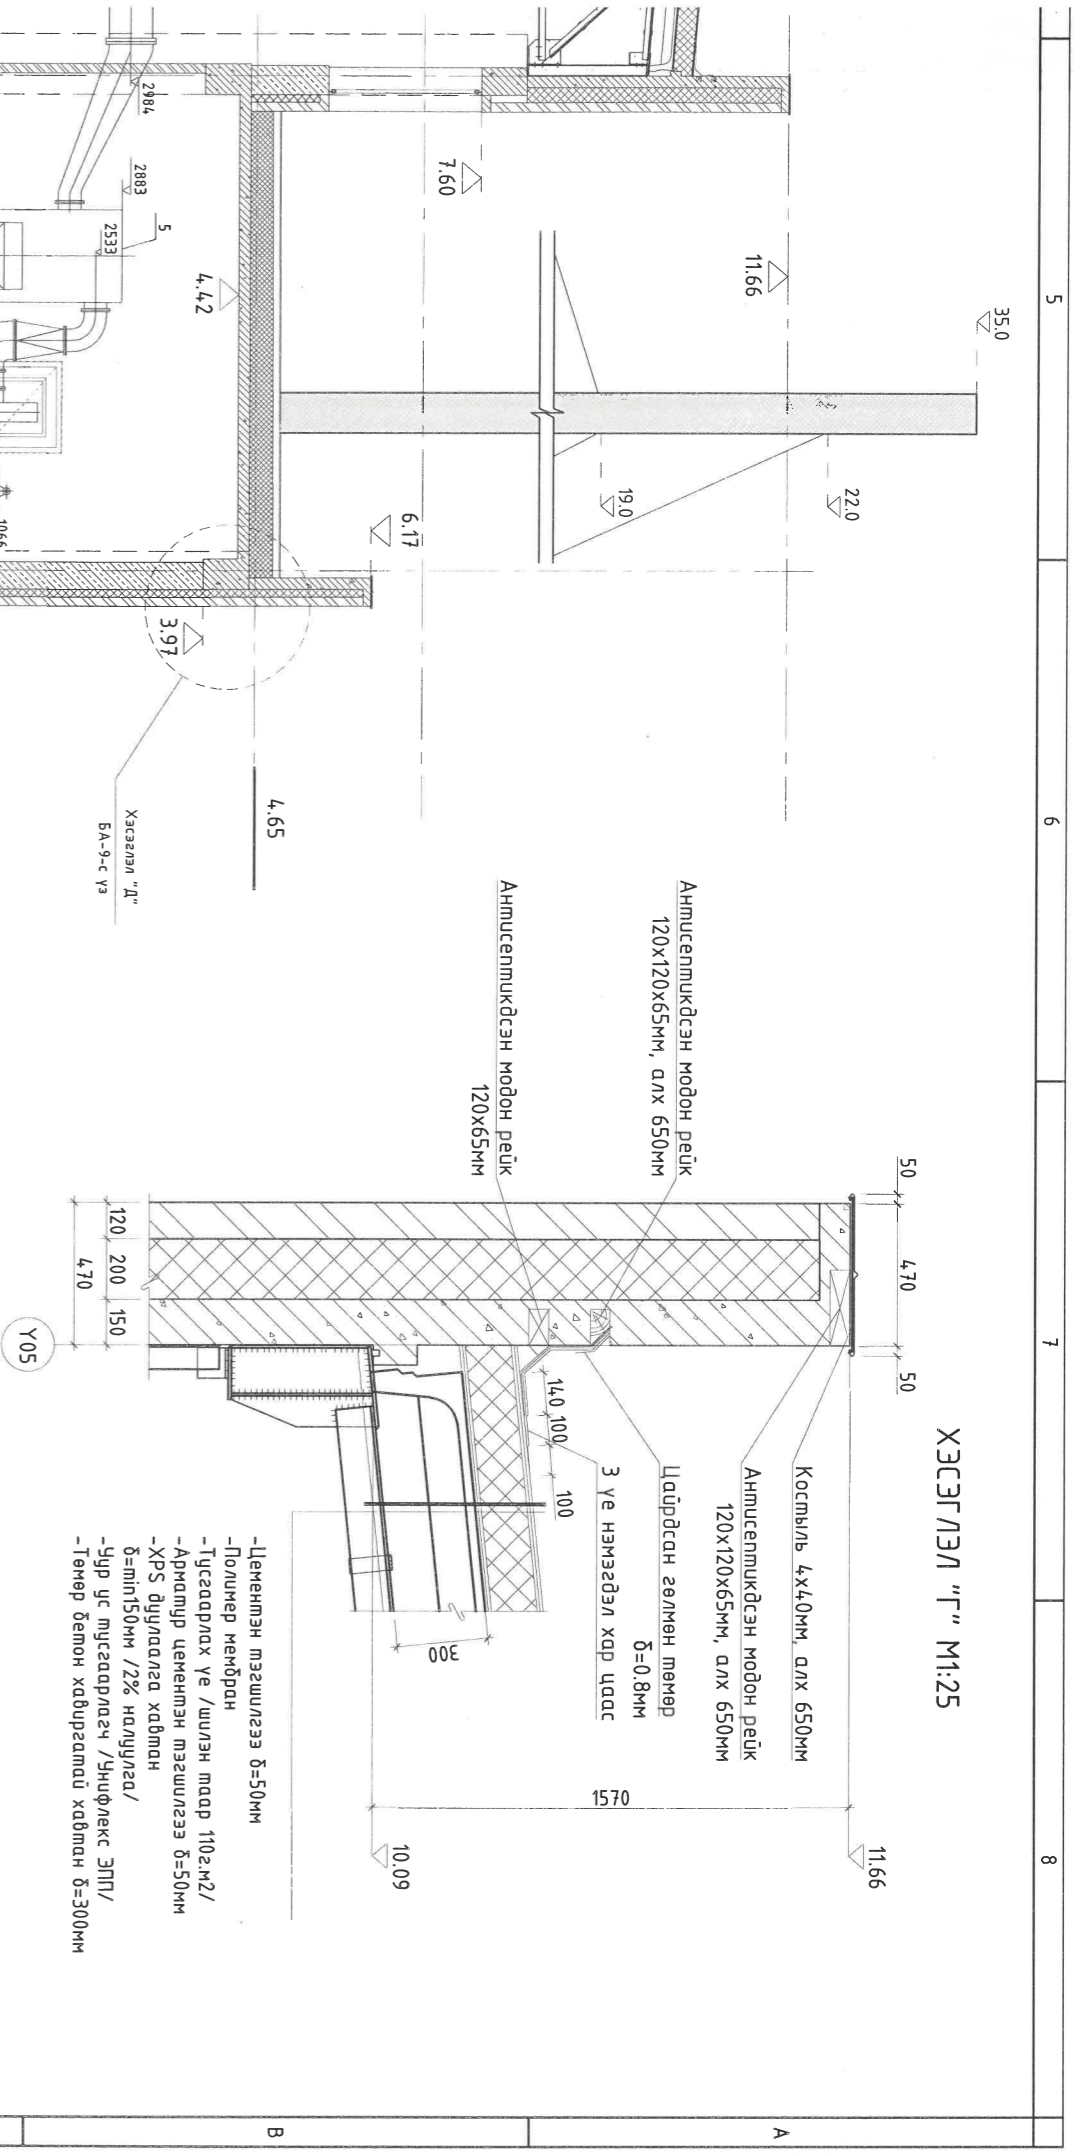 5
6
7
8
A
B
35.0
22.0
19.0
11.66
7.60
6.17
4.42
3.97
4.65
2984
2883
2533
5
Хэсэглэл "Д"
БА-9-с үз
ХЭСЭГЛЭЛ "Г" М1:25
50
470
50
Костыль 4х40мм, алх 650мм
Антисептикдсэн модон рейк
120х120х65мм, алх 650мм
Антисептикдсэн модон рейк
120х120х65мм, алх 650мм
Антисептикдсэн модон рейк
120х65мм
Цайрдсан гөлмөн төмөр
δ=0.8мм
3 үе нэмэгдэл хар цаас
140
100
100
300
1570
11.66
10.09
120
200
150
470
Y05
-Цементэн тэгшилгээ δ=50мм
-Полимер мембран
-Тусгаарлах үе /шилэн таар 110г.м2/
-Арматур цементэн тэгшилгээ δ=50мм
-XPS дулаалга хавтан
δ=min150мм /2% налуулга/
-Уур ус тусгаарлагч /Унифлекс ЭПП/
-Төмөр бетон хавиргатай хавтан δ=300мм